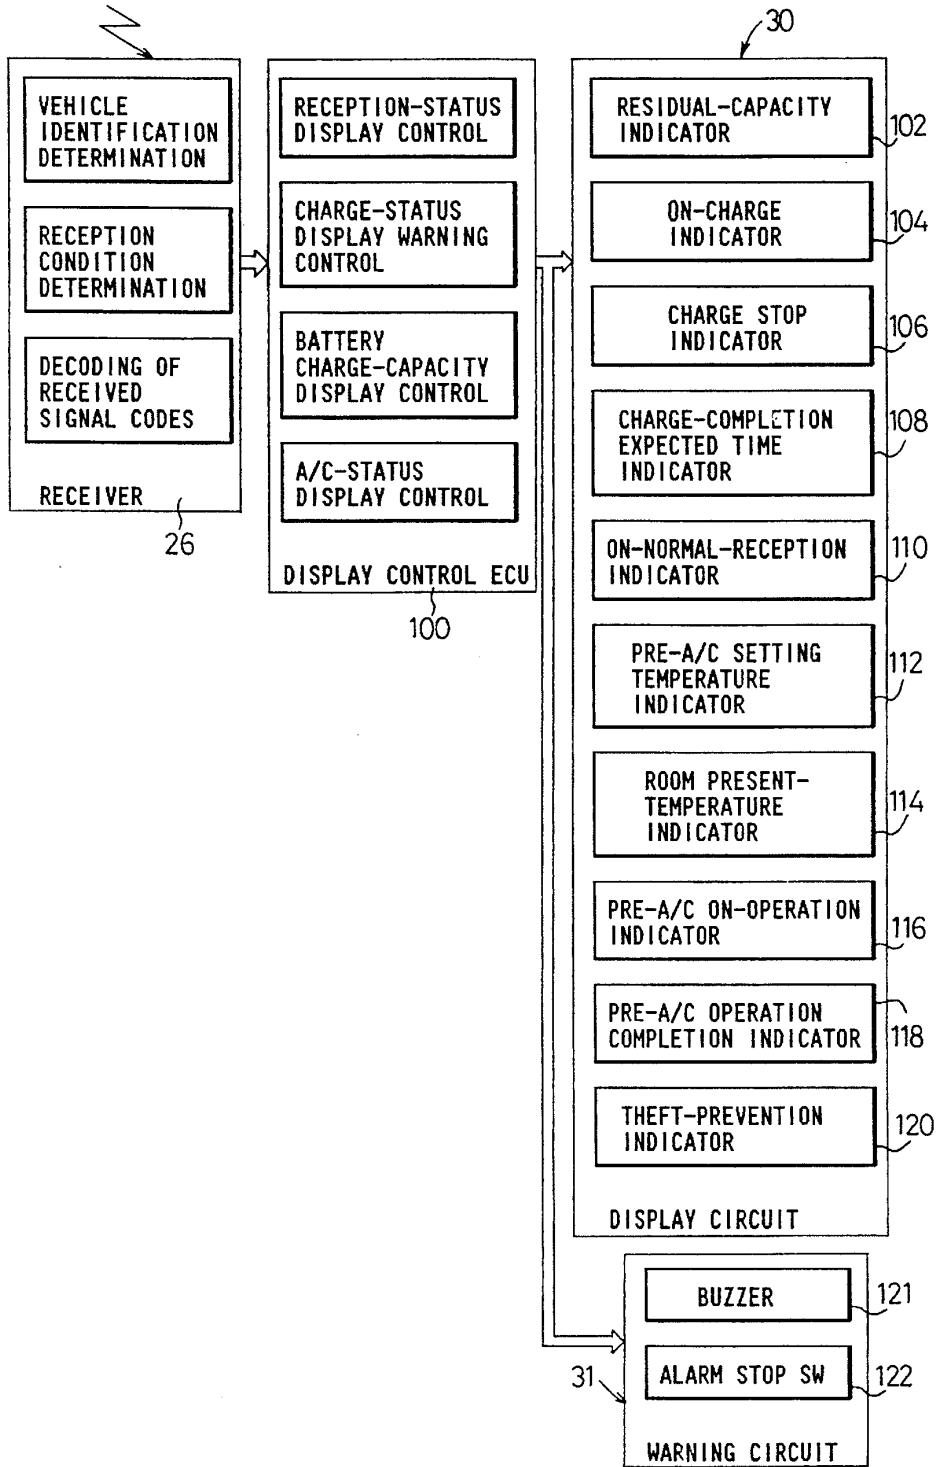 VEHICLE
IDENTIFICATION
DETERMINATION
RECEPTION
CONDITION
DETERMINATION
DECODING OF
RECEIVED
SIGNAL CODES
RECEIVER
26
RECEPTION-STATUS
DISPLAY CONTROL
CHARGE-STATUS
DISPLAY WARNING
CONTROL
BATTERY
CHARGE-CAPACITY
DISPLAY CONTROL
A/C-STATUS
DISPLAY CONTROL
DISPLAY CONTROL ECU
100
30
RESIDUAL-CAPACITY
INDICATOR
102
ON-CHARGE
INDICATOR
104
CHARGE STOP
INDICATOR
106
CHARGE-COMPLETION
EXPECTED TIME
INDICATOR
108
ON-NORMAL-RECEPTION
INDICATOR
110
PRE-A/C SETTING
TEMPERATURE
INDICATOR
112
ROOM PRESENT-
TEMPERATURE
INDICATOR
114
PRE-A/C ON-OPERATION
INDICATOR
116
PRE-A/C OPERATION
COMPLETION INDICATOR
118
THEFT-PREVENTION
INDICATOR
120
DISPLAY CIRCUIT
BUZZER
121
ALARM STOP SW
122
31
WARNING CIRCUIT